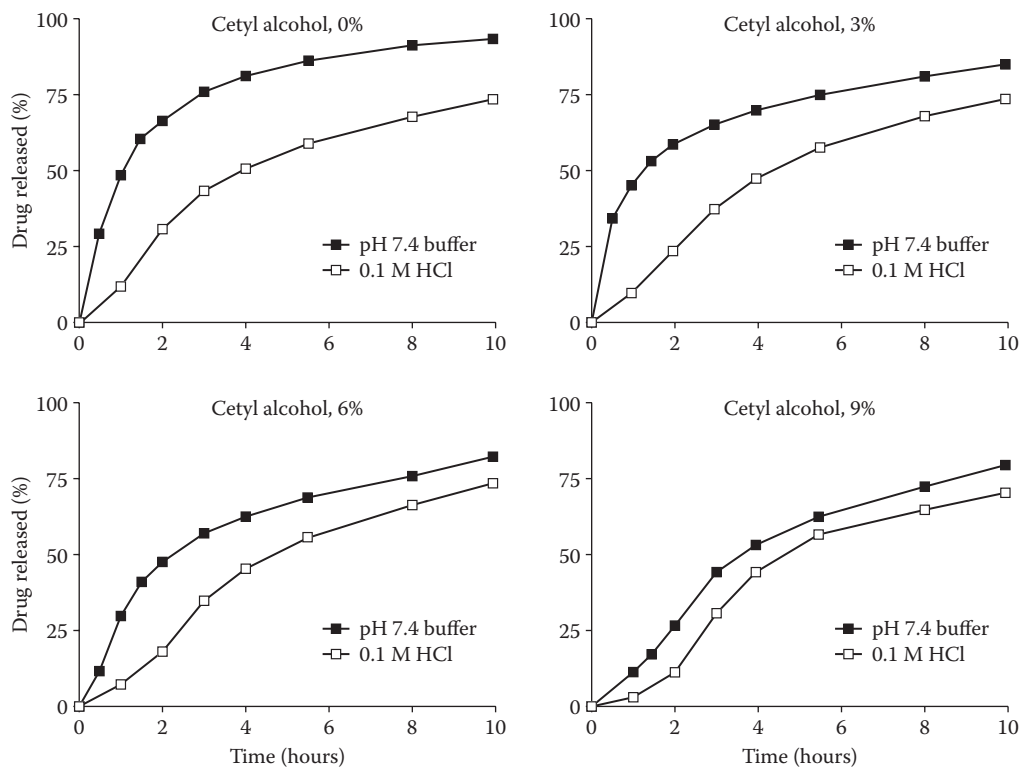 Cetyl alcohol, 0%
Drug released (%)
100
75
50
25
0
pH 7.4 buffer
0.1 M HCl
0 2 4 6 8 10
Cetyl alcohol, 3%
100
75
50
25
0
pH 7.4 buffer
0.1 M HCl
0 2 4 6 8 10
Cetyl alcohol, 6%
Drug released (%)
100
75
50
25
0
pH 7.4 buffer
0.1 M HCl
0 2 4 6 8 10
Time (hours)
Cetyl alcohol, 9%
100
75
50
25
0
pH 7.4 buffer
0.1 M HCl
0 2 4 6 8 10
Time (hours)